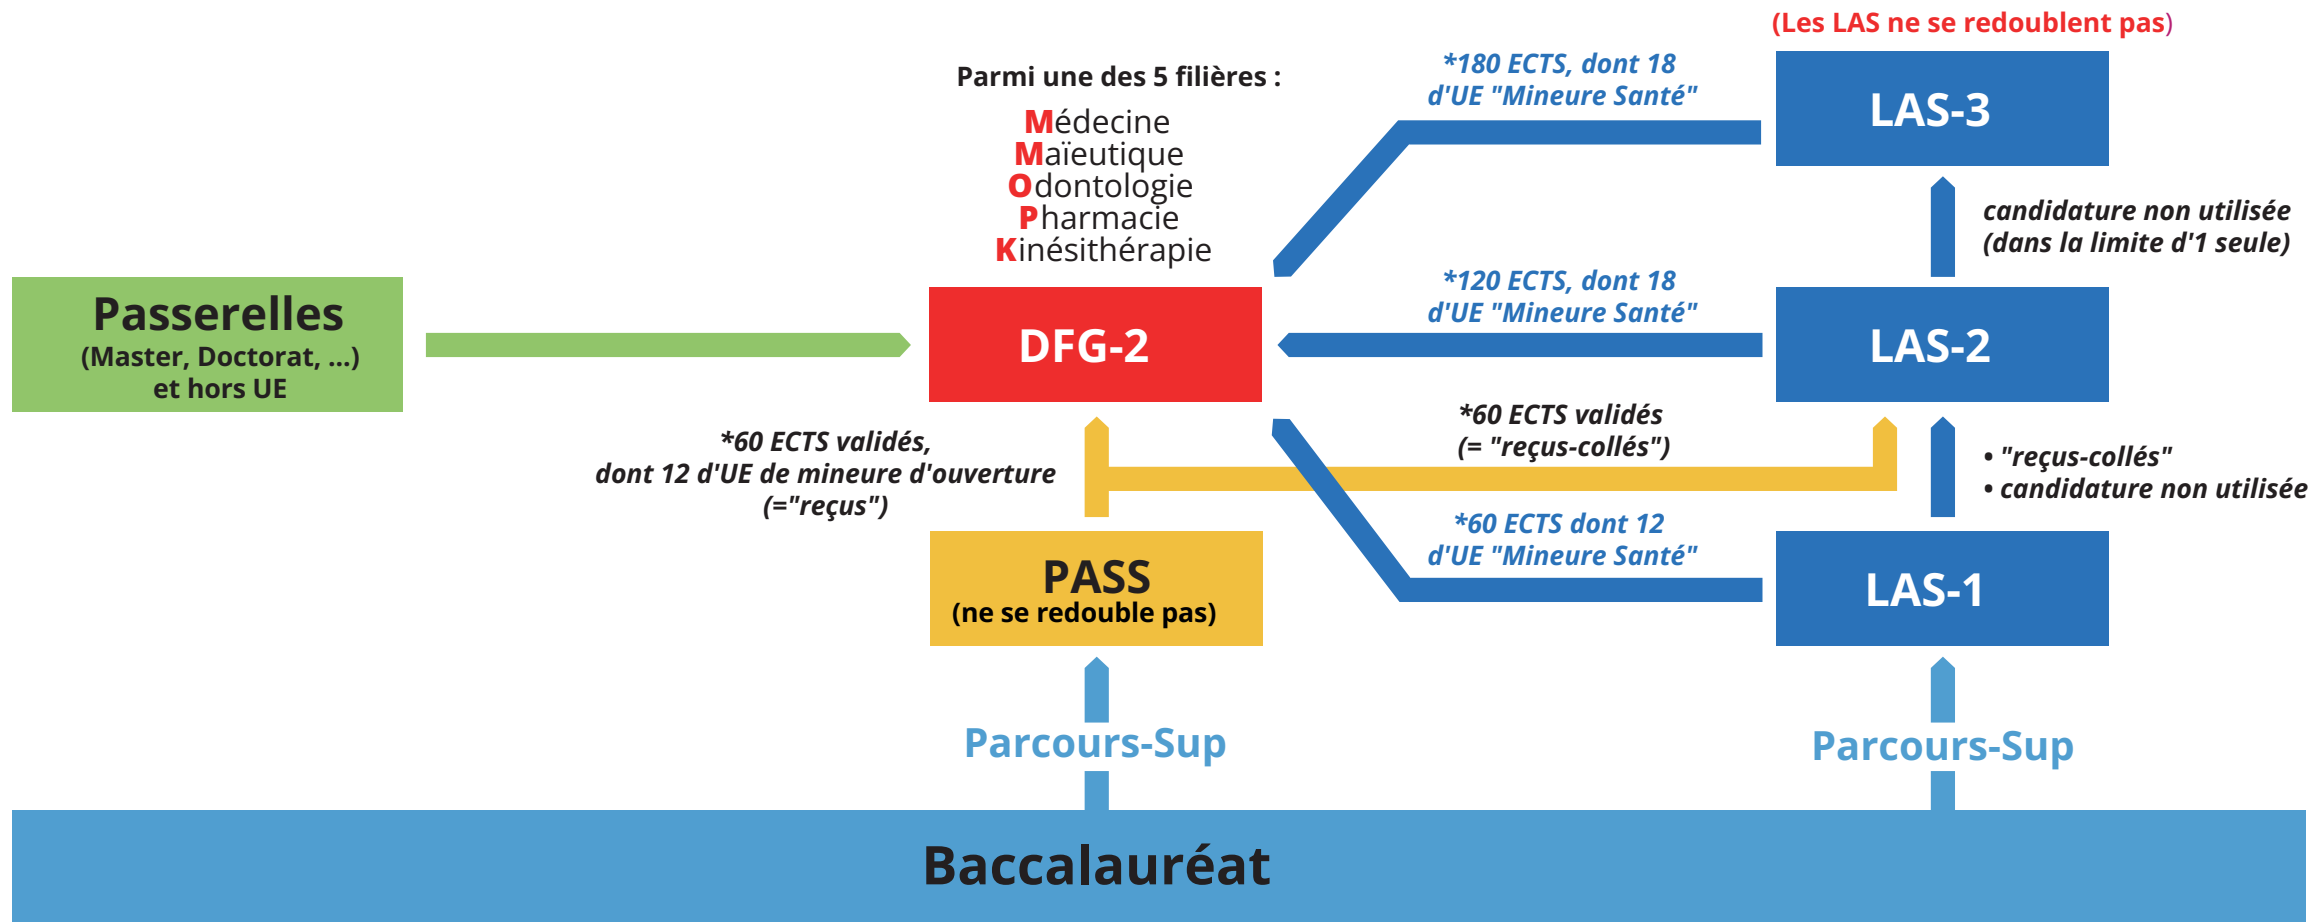 (Les LAS ne se redoublent pas)
Parmi une des 5 filières :
Médecine
Maïeutique
Odontologie
Pharmacie
Kinésithérapie
*180 ECTS, dont 18
d'UE "Mineure Santé"
LAS-3
candidature non utilisée
(dans la limite d'1 seule)
Passerelles
(Master, Doctorat, ...)
et hors UE
DFG-2
*120 ECTS, dont 18
d'UE "Mineure Santé"
LAS-2
*60 ECTS validés,
dont 12 d'UE de mineure d'ouverture
(="reçus")
*60 ECTS validés
(= "reçus-collés")
• "reçus-collés"
• candidature non utilisée
PASS
(ne se redouble pas)
*60 ECTS dont 12
d'UE "Mineure Santé"
LAS-1
Parcours-Sup
Parcours-Sup
Baccalauréat